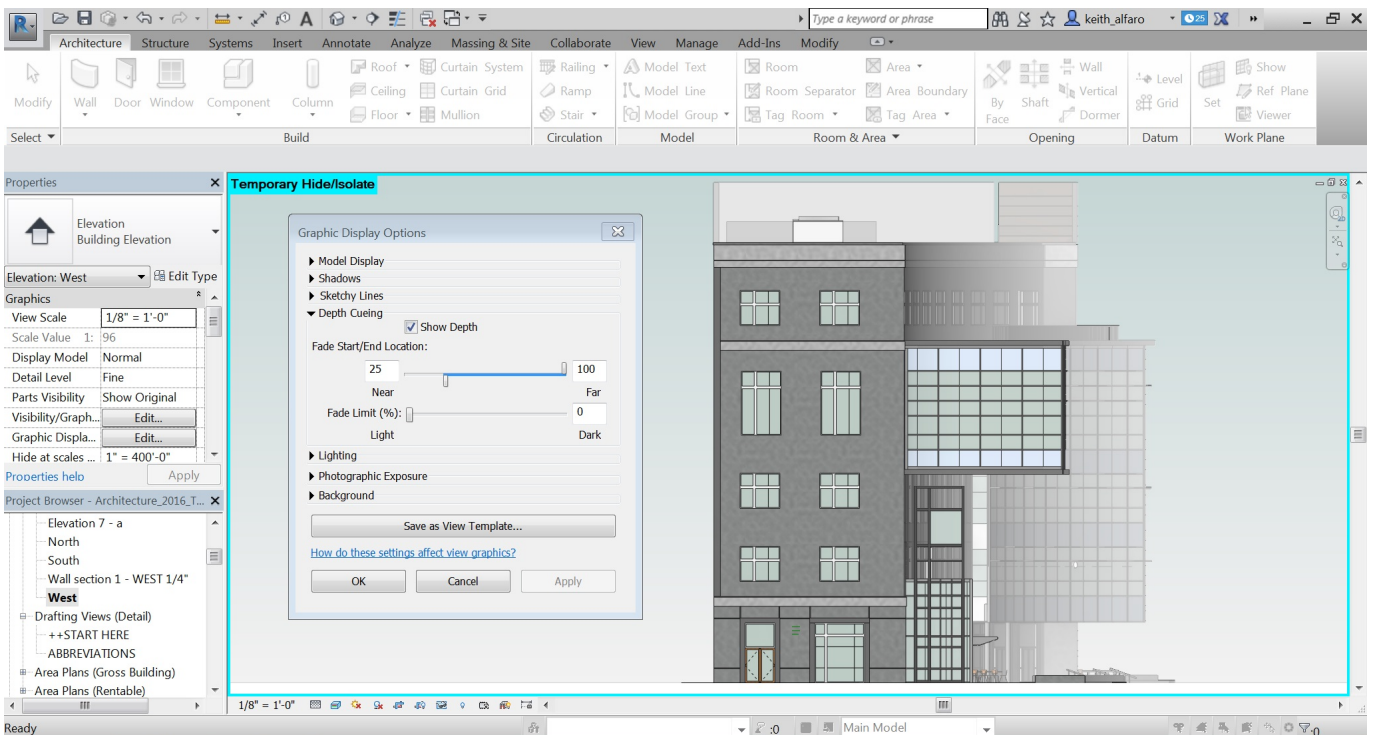 Type a keyword or phrase
keith_alfaro
25
Architecture Structure Systems Insert Annotate Analyze Massing & Site Collaborate View Manage Add-Ins Modify
Modify
Wall Door Window Component Column
Roof Curtain System
Ceiling Curtain Grid
Floor Mullion
Railing
Ramp
Stair
Model Text
Model Line
Model Group
Room Area
Room Separator Area Boundary
Tag Room Tag Area
By Face
Shaft
Wall
Vertical
Dormer
Level
Grid
Set
Show
Ref Plane
Viewer
Select Build Circulation Model Room & Area Opening Datum Work Plane
Properties
Elevation
Building Elevation
Elevation: West Edit Type
Graphics
View Scale 1/8" = 1'-0"
Scale Value 1: 96
Display Model Normal
Detail Level Fine
Parts Visibility Show Original
Visibility/Graph... Edit...
Graphic Displa... Edit...
Hide at scales ... 1" = 400'-0"
Properties help Apply
Project Browser - Architecture_2016_T...
Elevation 7 - a
North
South
Wall section 1 - WEST 1/4"
West
Drafting Views (Detail)
++START HERE
ABBREVIATIONS
Area Plans (Gross Building)
Area Plans (Rentable)
Temporary Hide/Isolate
Graphic Display Options
Model Display
Shadows
Sketchy Lines
Depth Cueing
Show Depth
Fade Start/End Location:
25 100
Near Far
Fade Limit (%): 0
Light Dark
Lighting
Photographic Exposure
Background
Save as View Template...
How do these settings affect view graphics?
OK Cancel Apply
1/8" = 1'-0"
Ready :0 Main Model :0